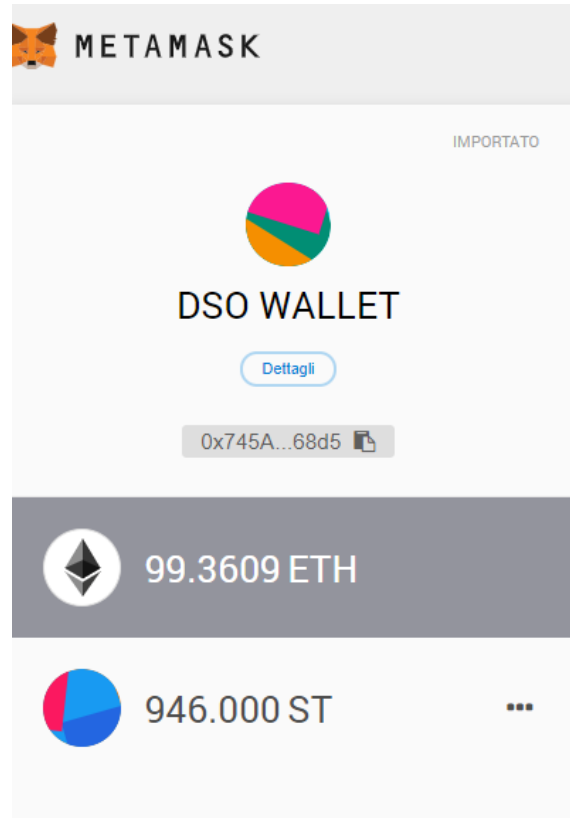 METAMASK
IMPORTATO
DSO WALLET
Dettagli
0x745A...68d5
99.3609 ETH
946.000 ST